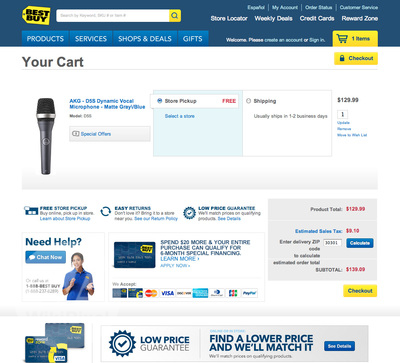 BEST BUY
Search by Keyword, SKU # or Item #
Español | My Account | Order Status | Customer Service
Store Locator Weekly Deals Credit Cards Reward Zone
PRODUCTS SERVICES SHOPS & DEALS GIFTS
Welcome. Please create an account or Sign in.
1 Items
Your Cart
Checkout
AKG - D5S Dynamic Vocal
Microphone - Matte Gray/Blue
Model: D5S
Special Offers
Store Pickup FREE
Select a store
Shipping
Usually ships in 1-2 business days
$129.99
1
Update
Remove
Move to Wish List
FREE STORE PICKUP
Buy online, pick up in store.
Learn about Store Pickup
EASY RETURNS
Don't love it? Bring it to a store
near you. See our Return Policy
LOW PRICE GUARANTEE
We'll match prices on qualifying
products. See Details.
Product Total: $129.99
Estimated Sales Tax: $9.10
Enter delivery ZIP
code
to calculate
estimated order total
30301
Calculate
SUBTOTAL: $139.09
Checkout
Need Help?
Chat Now
Or call us at
1-888-BEST BUY
SPEND $20 MORE & YOUR ENTIRE
PURCHASE CAN QUALIFY FOR
6-MONTH SPECIAL FINANCING.
LEARN MORE ›
APPLY NOW ›
We Accept:
VISA
DISCOVER
PayPal
LOW PRICE
GUARANTEE
FIND A LOWER PRICE
AND WE'LL MATCH IT
We'll match prices on qualifying products.
See Details